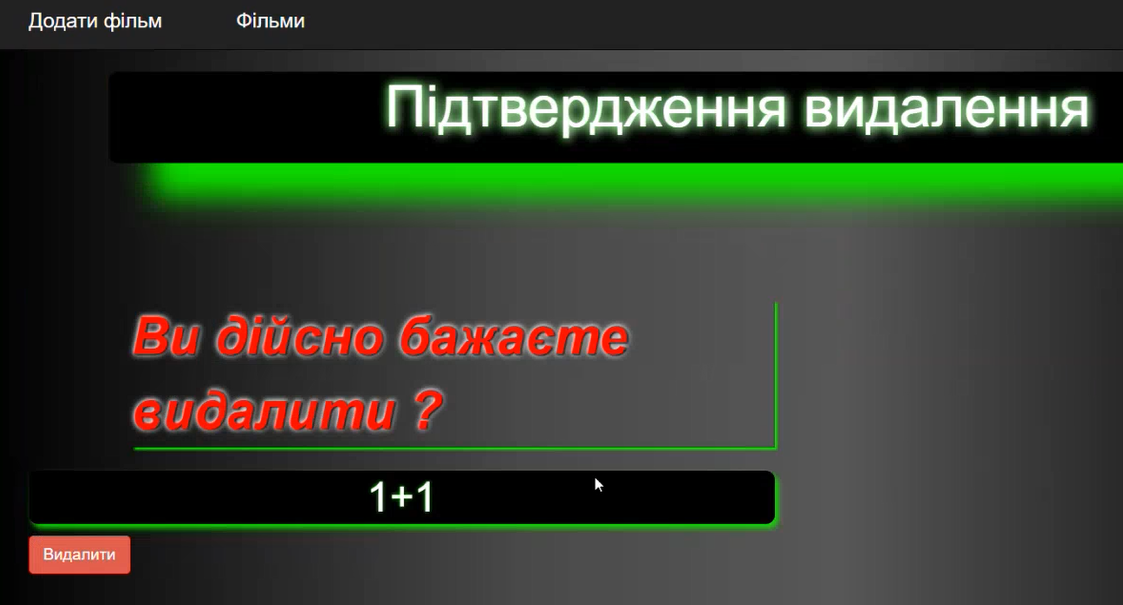 Додати фільм Фільми
Підтвердження видалення
Ви дійсно бажаєте
видалити ?
1+1
Видалити